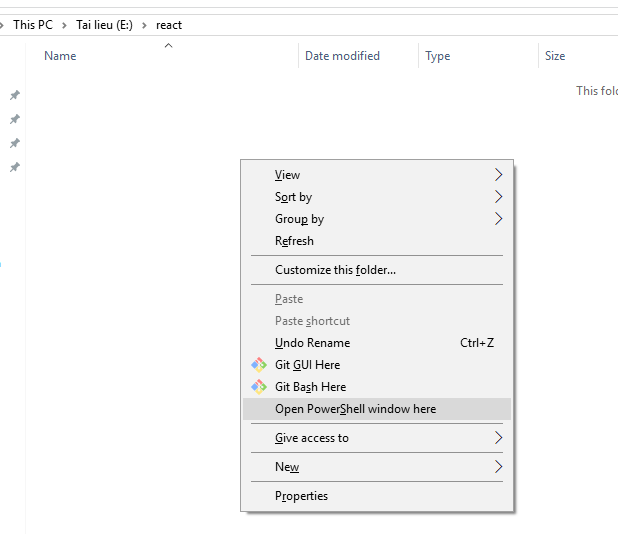 This PC > Tai lieu (E:) > react
Name Date modified Type Size
This fol
View
Sort by
Group by
Refresh
Customize this folder...
Paste
Paste shortcut
Undo Rename Ctrl+Z
Git GUI Here
Git Bash Here
Open PowerShell window here
Give access to
New
Properties